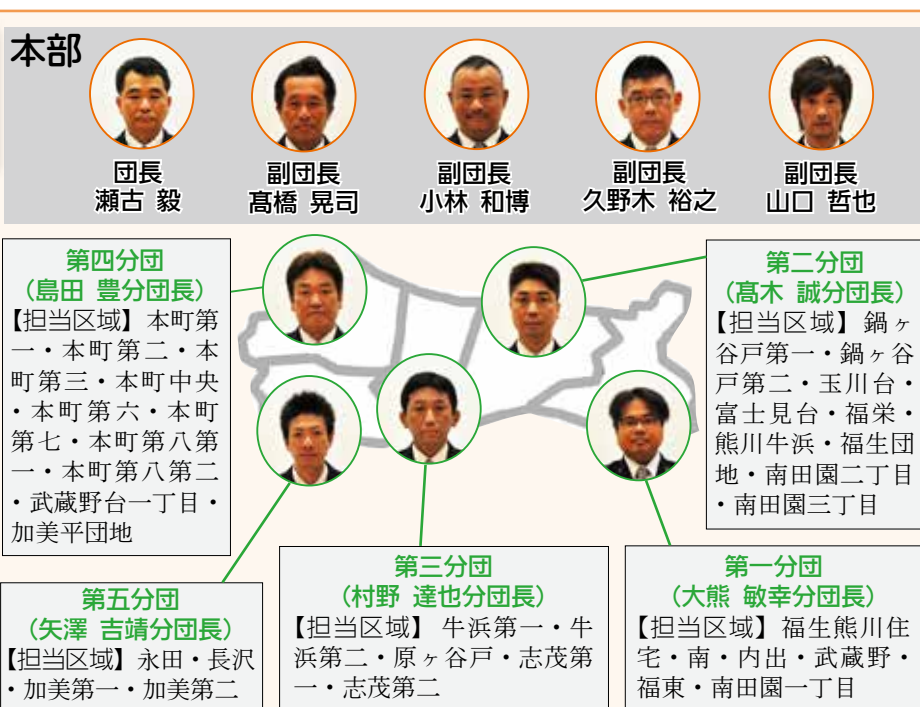 本部
団長
瀬古 毅
副団長
髙橋 晃司
副団長
小林 和博
副団長
久野木 裕之
副団長
山口 哲也
第四分団
（島田 豊分団長）
【担当区域】本町第
一・本町第二・本
町第三・本町中央
・本町第六・本町
第七・本町第八第
一・本町第八第二
・武蔵野台一丁目・
加美平団地
第二分団
（髙木 誠分団長）
【担当区域】鍋ヶ
谷戸第一・鍋ヶ谷
戸第二・玉川台・
富士見台・福栄・
熊川牛浜・福生団
地・南田園二丁目
・南田園三丁目
第五分団
（矢澤 吉靖分団長）
【担当区域】永田・長沢
・加美第一・加美第二
第三分団
（村野 達也分団長）
【担当区域】牛浜第一・牛
浜第二・原ヶ谷戸・志茂第
一・志茂第二
第一分団
（大熊 敏幸分団長）
【担当区域】福生熊川住
宅・南・内出・武蔵野・
福東・南田園一丁目